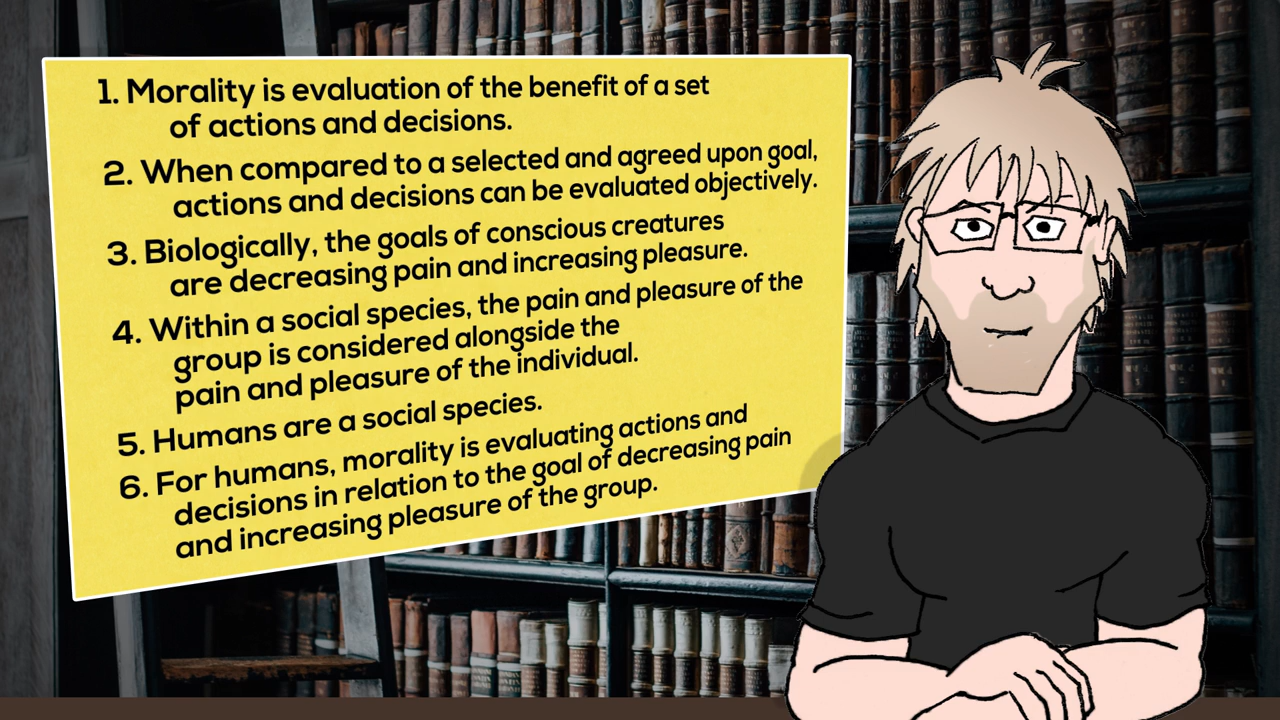 1. Morality is evaluation of the benefit of a set
of actions and decisions.
2. When compared to a selected and agreed upon goal,
actions and decisions can be evaluated objectively.
3. Biologically, the goals of conscious creatures
are decreasing pain and increasing pleasure.
4. Within a social species, the pain and pleasure of the
group is considered alongside the
pain and pleasure of the individual.
5. Humans are a social species.
6. For humans, morality is evaluating actions and
decisions in relation to the goal of decreasing pain
and increasing pleasure of the group.